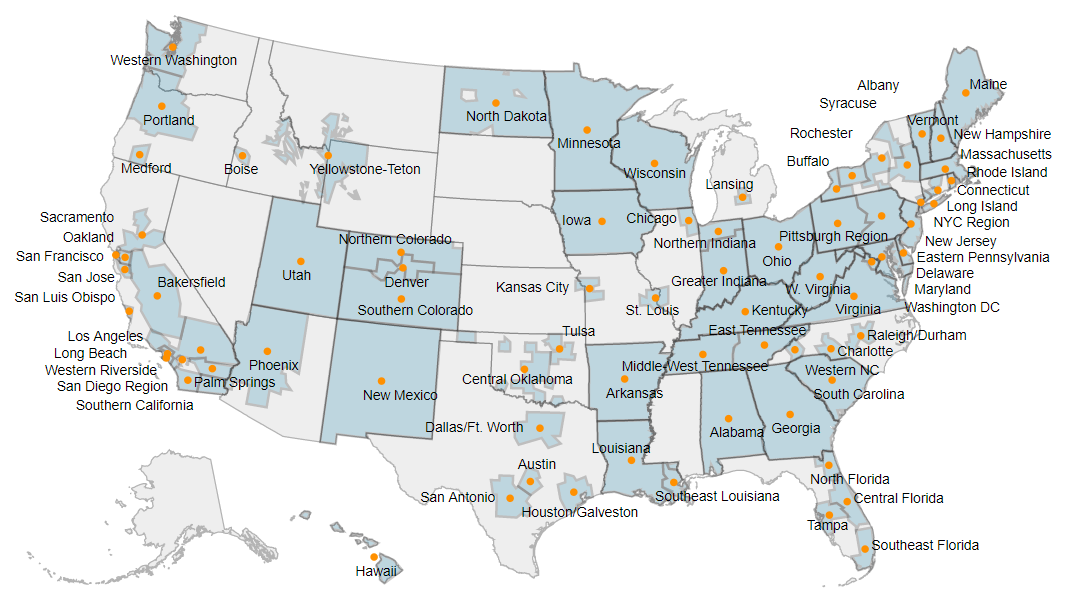 Albany
Maine
Syracuse
Western Washington
North Dakota
Vermont
Portland
Rochester
New Hampshire
Minnesota
Massachusetts
Buffalo
Medford
Boise
Yellowstone-Teton
Wisconsin
Rhode Island
Lansing
Connecticut
Long Island
Sacramento
Iowa
Chicago
NYC Region
Oakland
Northern Colorado
Northern Indiana
Pittsburgh Region
New Jersey
San Francisco
Ohio
Eastern Pennsylvania
San Jose
Utah
Denver
Greater Indiana
Delaware
Bakersfield
Kansas City
W. Virginia
Maryland
San Luis Obispo
Southern Colorado
St. Louis
Kentucky
Virginia
Washington DC
Los Angeles
Tulsa
East Tennessee
Raleigh/Durham
Long Beach
Charlotte
Western Riverside
Phoenix
Middle-West Tennessee
Western NC
San Diego Region
Palm Springs
Central Oklahoma
New Mexico
Arkansas
South Carolina
Southern California
Dallas/Ft. Worth
Alabama
Georgia
Louisiana
Austin
North Florida
San Antonio
Southeast Louisiana
Central Florida
Houston/Galveston
Tampa
Southeast Florida
Hawaii